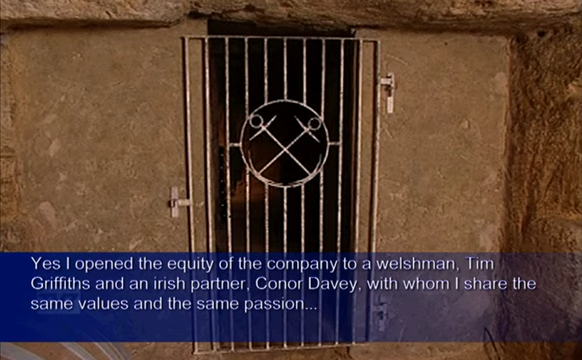 Yes I opened the equity of the company to a welshman, Tim
Griffiths and an irish partner, Conor Davey, with whom I share the
same values and the same passion...